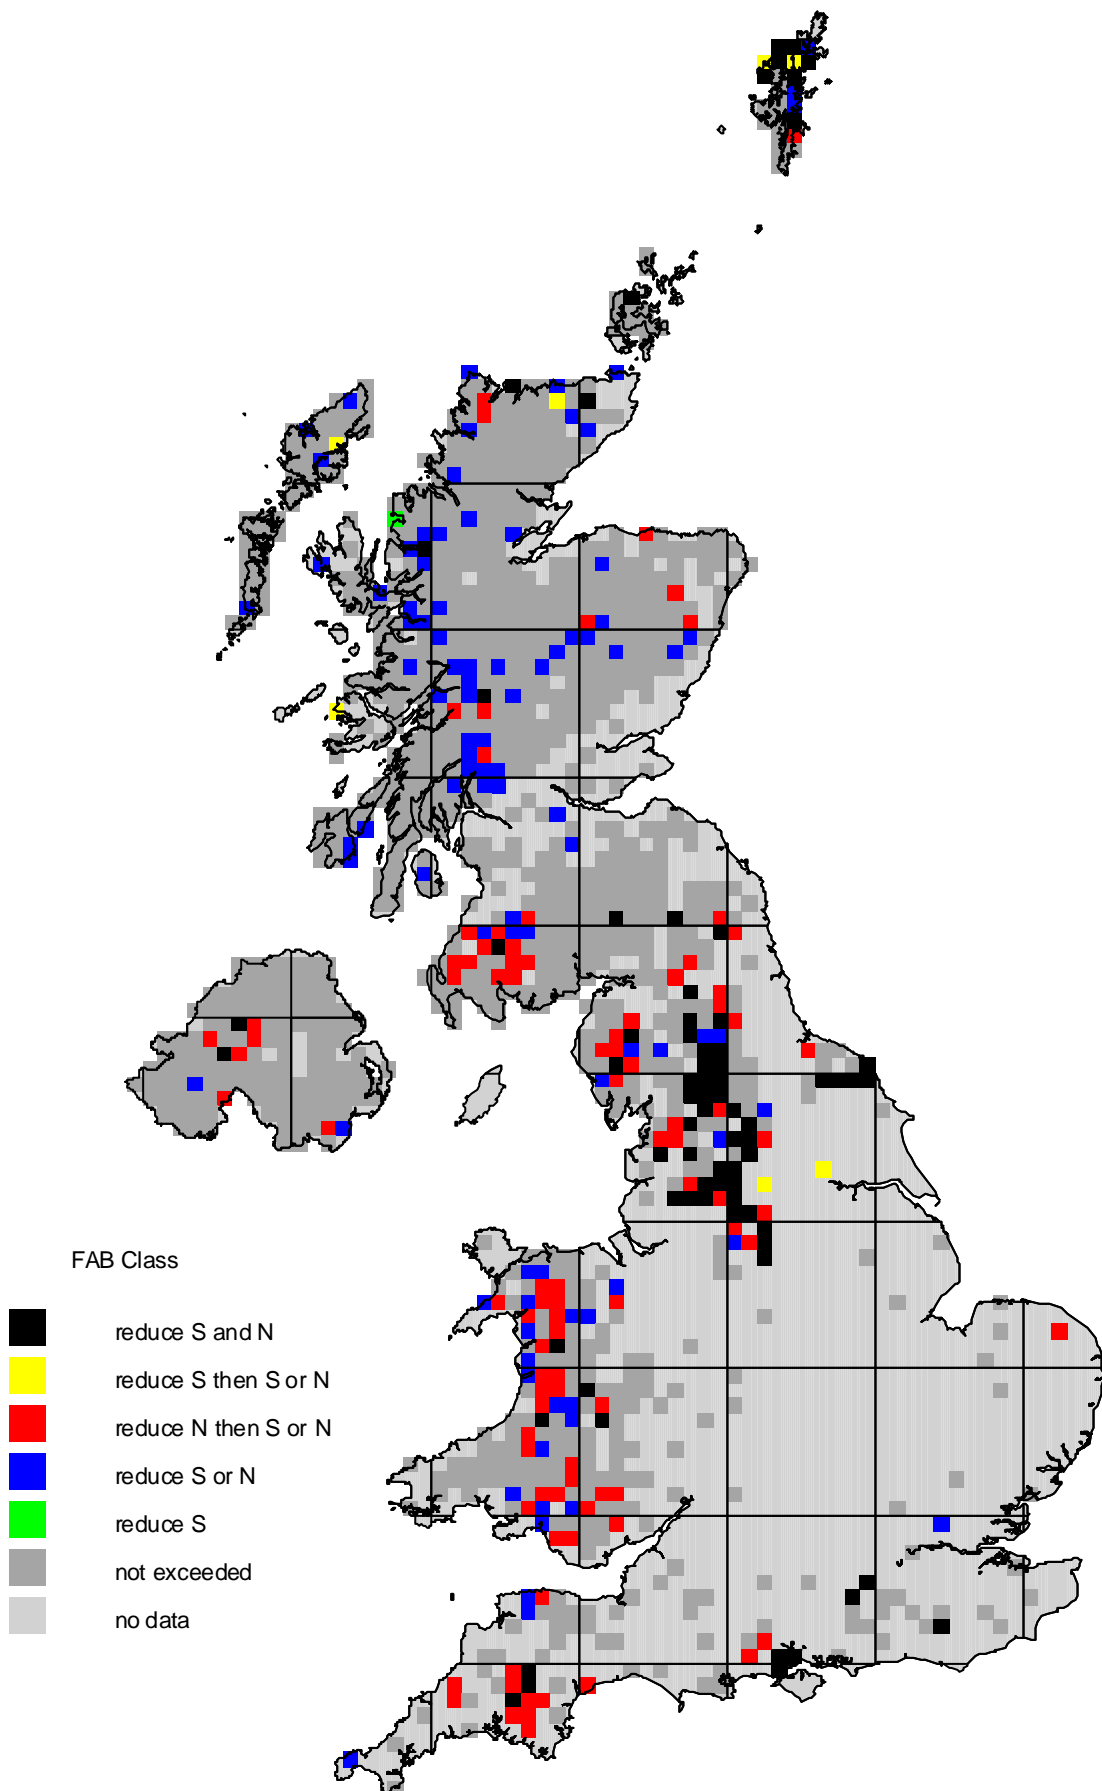 FAB Class
reduce S and N
reduce S then S or N
reduce N then S or N
reduce S or N
reduce S
not exceeded
no data